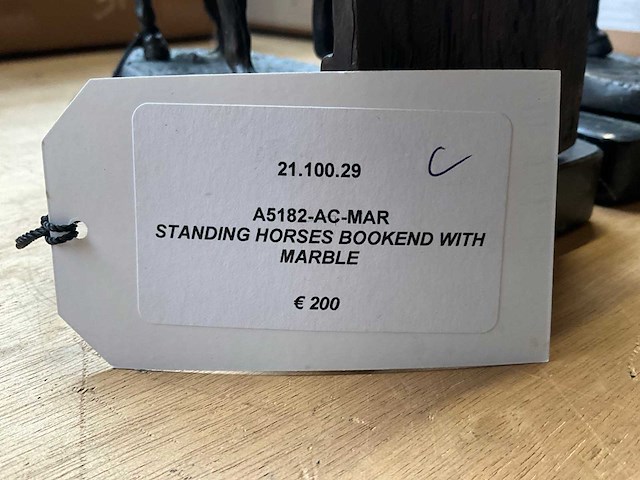 21.100.29
C
A5182-AC-MAR
STANDING HORSES BOOKEND WITH
MARBLE
€ 200